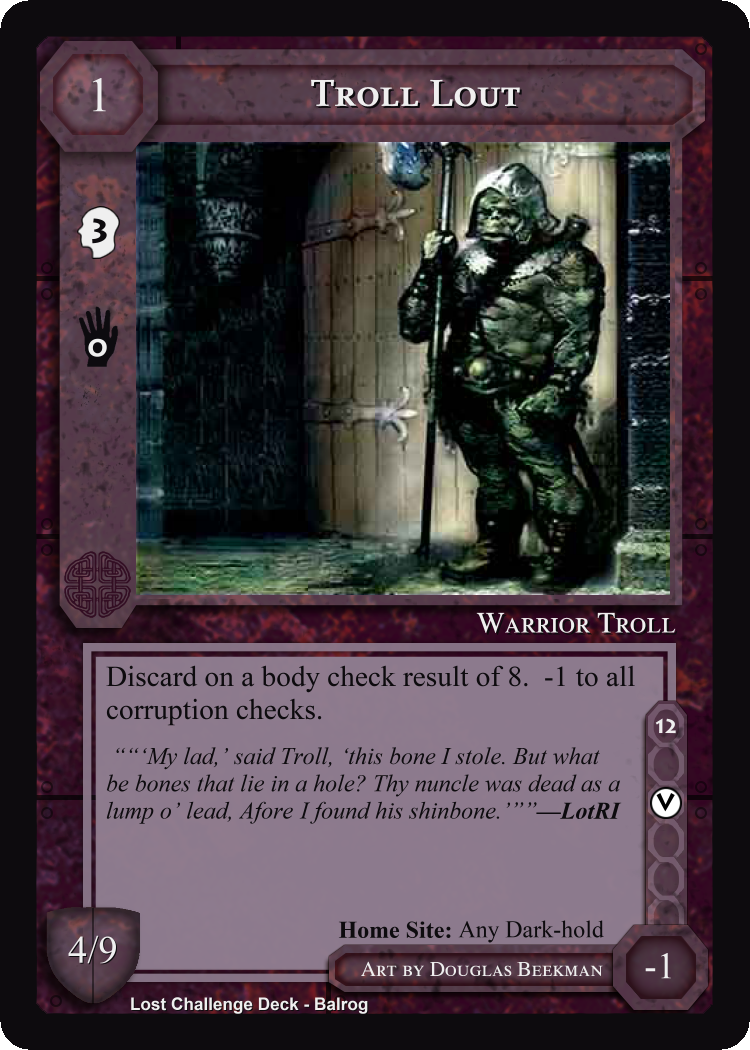 1
TROLL LOUT
3
0
WARRIOR TROLL
Discard on a body check result of 8. -1 to all
corruption checks.
““‘My lad,’ said Troll, ‘this bone I stole. But what
be bones that lie in a hole? Thy nuncle was dead as a
lump o’ lead, Afore I found his shinbone.’””—LotRI
12
V
Home Site: Any Dark-hold
4/9
ART BY DOUGLAS BEEKMAN
-1
Lost Challenge Deck - Balrog